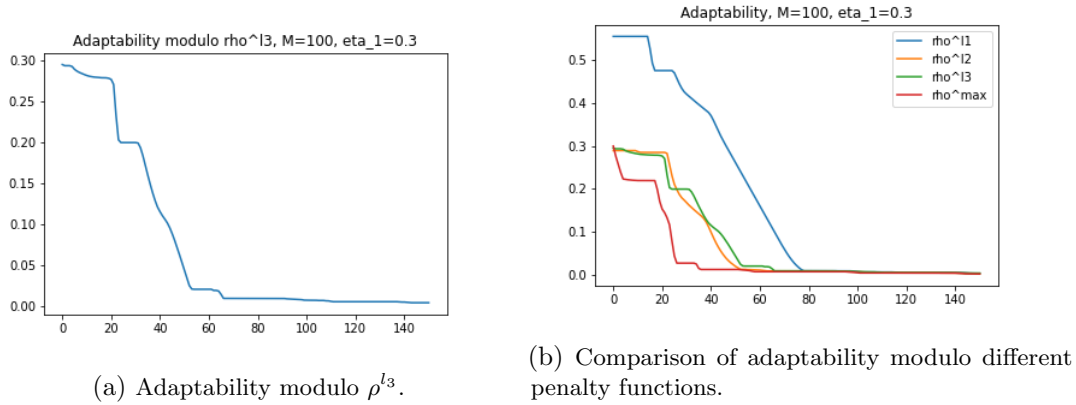 Adaptability modulo rho^l3, M=100, eta_1=0.3
0.30
0.25
0.20
0.15
0.10
0.05
0.00
0 20 40 60 80 100 120 140
(a) Adaptability modulo ρ^{l_3}.
Adaptability, M=100, eta_1=0.3
rho^l1
rho^l2
rho^l3
rho^max
0.5
0.4
0.3
0.2
0.1
0.0
0 20 40 60 80 100 120 140
(b) Comparison of adaptability modulo different
penalty functions.